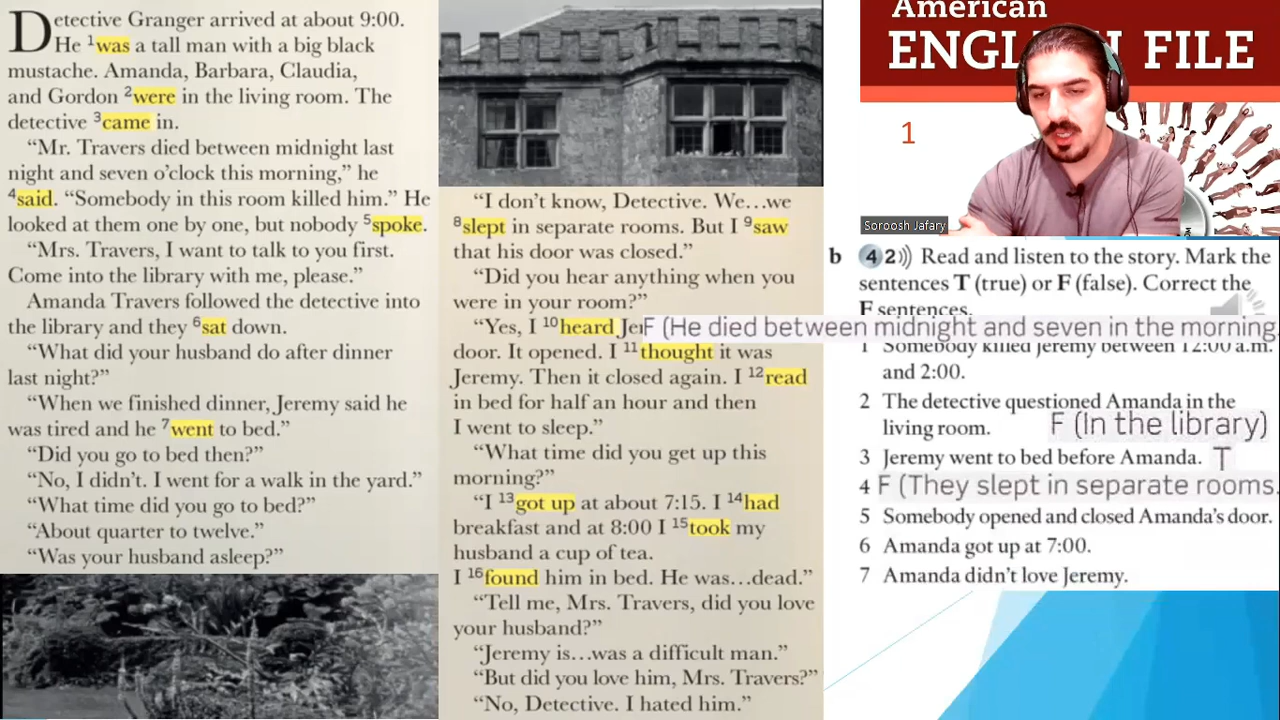 Detective Granger arrived at about 9:00.
He 1was a tall man with a big black
mustache. Amanda, Barbara, Claudia,
and Gordon 2were in the living room. The
detective 3came in.
“Mr. Travers died between midnight last
night and seven o’clock this morning,” he
4said. “Somebody in this room killed him.” He
looked at them one by one, but nobody 5spoke.
“Mrs. Travers, I want to talk to you first.
Come into the library with me, please.”
Amanda Travers followed the detective into
the library and they 6sat down.
“What did your husband do after dinner
last night?”
“When we finished dinner, Jeremy said he
was tired and he 7went to bed.”
“Did you go to bed then?”
“No, I didn’t. I went for a walk in the yard.”
“What time did you go to bed?”
“About quarter to twelve.”
“Was your husband asleep?”
“I don’t know, Detective. We…we
8slept in separate rooms. But I 9saw
that his door was closed.”
“Did you hear anything when you
were in your room?”
“Yes, I 10heard
door. It opened. I 11thought it was
Jeremy. Then it closed again. I 12read
in bed for half an hour and then
I went to sleep.”
“What time did you get up this
morning?”
“I 13got up at about 7:15. I 14had
breakfast and at 8:00 I 15took my
husband a cup of tea.
I 16found him in bed. He was…dead.”
“Tell me, Mrs. Travers, did you love
your husband?”
“Jeremy is…was a difficult man.”
“But did you love him, Mrs. Travers?”
“No, Detective. I hated him.”
American
ENGL FILE
1
Soroosh Jafary
b 4 2 Read and listen to the story. Mark the
sentences T (true) or F (false). Correct the
F sentences.
F (He died between midnight and seven in the morning
1 Somebody killed Jeremy between 12:00 a.m.
and 2:00.
2 The detective questioned Amanda in the
living room. F (In the library)
3 Jeremy went to bed before Amanda. T
4 F (They slept in separate rooms
5 Somebody opened and closed Amanda’s door.
6 Amanda got up at 7:00.
7 Amanda didn’t love Jeremy.